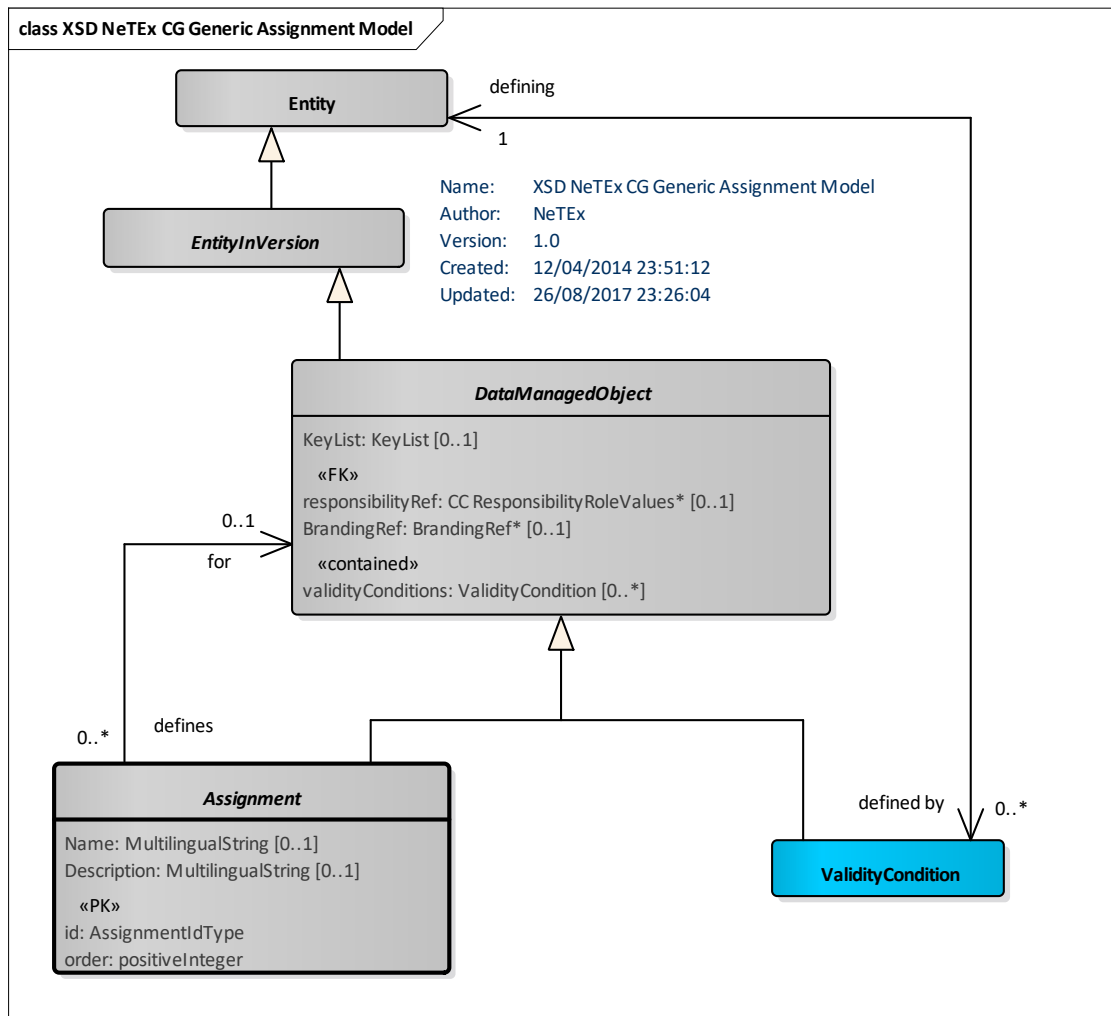 class XSD NeTEx CG Generic Assignment Model
Entity
defining
1
EntityInVersion
Name: XSD NeTEx CG Generic Assignment Model
Author: NeTEx
Version: 1.0
Created: 12/04/2014 23:51:12
Updated: 26/08/2017 23:26:04
DataManagedObject
KeyList: KeyList [0..1]
«FK»
responsibilityRef: CC ResponsibilityRoleValues* [0..1]
BrandingRef: BrandingRef* [0..1]
«contained»
validityConditions: ValidityCondition [0..*]
0..1
for
defines
0..*
Assignment
Name: MultilingualString [0..1]
Description: MultilingualString [0..1]
«PK»
id: AssignmentIdType
order: positiveInteger
defined by
0..*
ValidityCondition